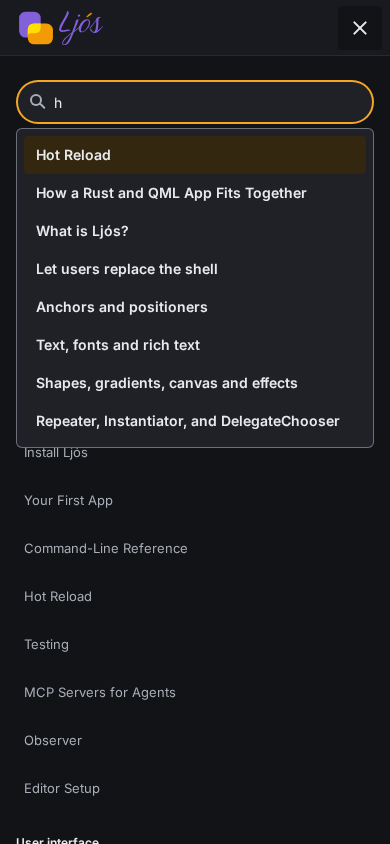 Ljós
h
Hot Reload
How a Rust and QML App Fits Together
What is Ljós?
Let users replace the shell
Anchors and positioners
Text, fonts and rich text
Shapes, gradients, canvas and effects
Repeater, Instantiator, and DelegateChooser
Install Ljós
Your First App
Command-Line Reference
Hot Reload
Testing
MCP Servers for Agents
Observer
Editor Setup
User interface